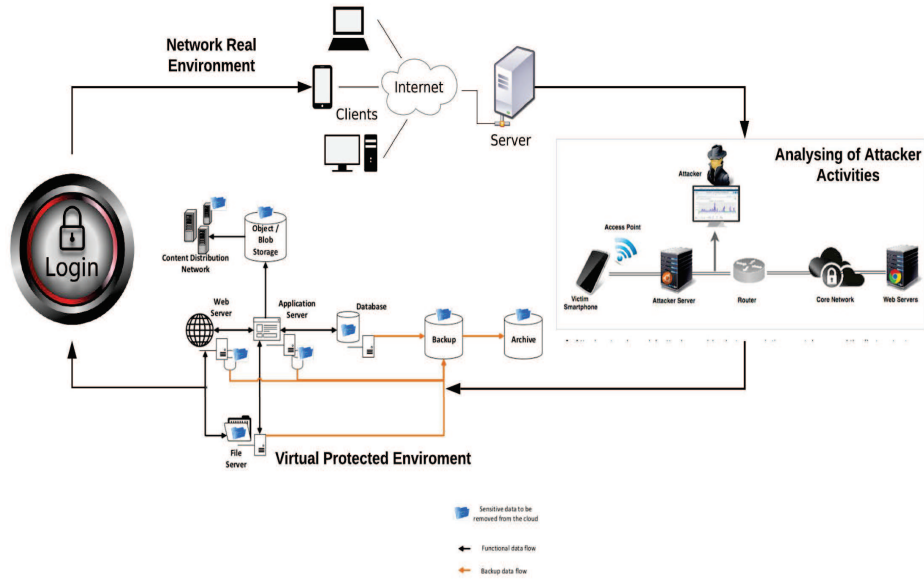 Network Real
Environment
Clients
Internet
Server
Analysing of Attacker
Activities
Attacker
Access Point
Victim
Smartphone
Attacker Server
Router
Core Network
Web Servers
Login
Content Distribution
Network
Object /
Blob
Storage
Web
Server
Application
Server
Database
Backup
Archive
File
Server
Virtual Protected Enviroment
Sensitive data to be
removed from the cloud
Functional data flow
Backup data flow